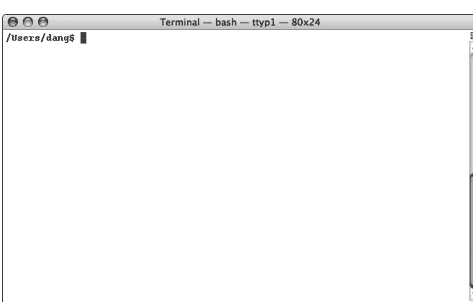 Terminal — bash — ttyp1 — 80x24
/Users/dang$